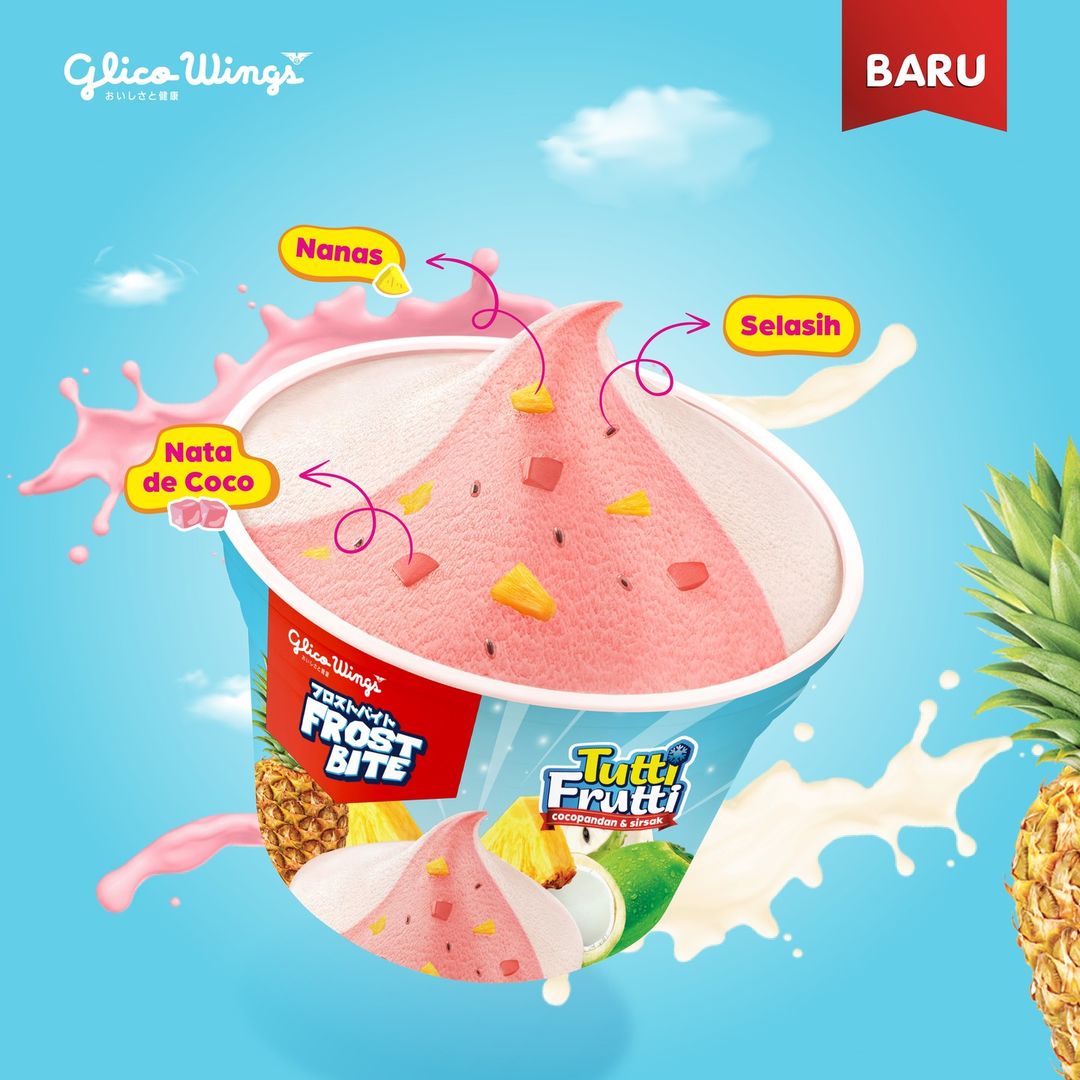 Glico Wings
おいしさと健康
BARU
Nanas
Selasih
Nata
de Coco
Glico Wings
おいしさと健康
フロストバイト
FROST
BITE
Tutti
Frutti
cocopandan & sirsak